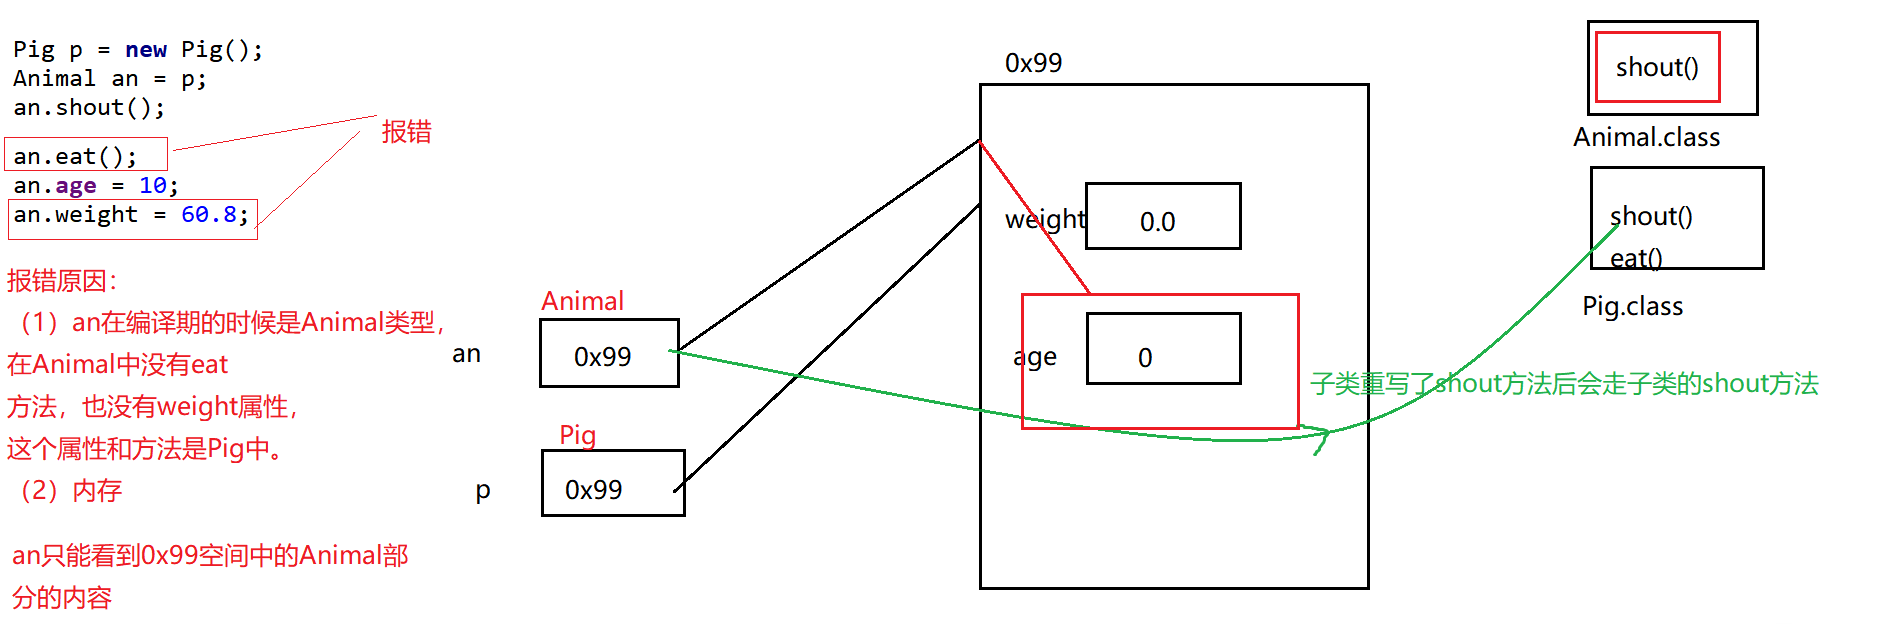 Pig p = new Pig();
Animal an = p;
an.shout();
an.eat();
an.age = 10;
an.weight = 60.8;
报错
报错原因：
（1）an在编译期的时候是Animal类型，
在Animal中没有eat
方法，也没有weight属性，
这个属性和方法是Pig中。
（2）内存
an只能看到0x99空间中的Animal部
分的内容
Animal
an
0x99
Pig
p
0x99
0x99
weight
0.0
age
0
shout()
Animal.class
shout()
eat()
Pig.class
子类重写了shout方法后会走子类的shout方法